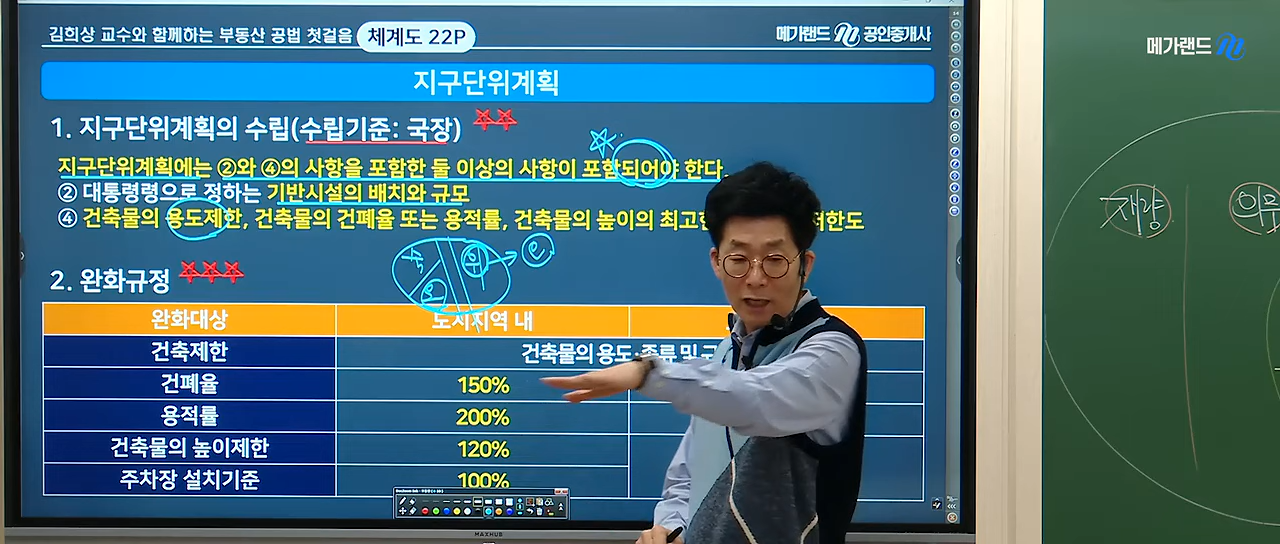 김희상 교수와 함께하는 부동산 공법 첫걸음 체계도 22P
메가랜드 공인중개사
메가랜드
지구단위계획
1. 지구단위계획의 수립(수립기준: 국장)
지구단위계획에는 ②와 ④의 사항을 포함한 둘 이상의 사항이 포함되어야 한다.
② 대통령령으로 정하는 기반시설의 배치와 규모
④ 건축물의 용도제한, 건축물의 건폐율 또는 용적률, 건축물의 높이의 최고한
재량 의무
2. 완화규정
완화대상 도시지역 내
건축제한 건축물의 용도·종류 및
건폐율 150%
용적률 200%
건축물의 높이제한 120%
주차장 설치기준 100%
MAXHUB